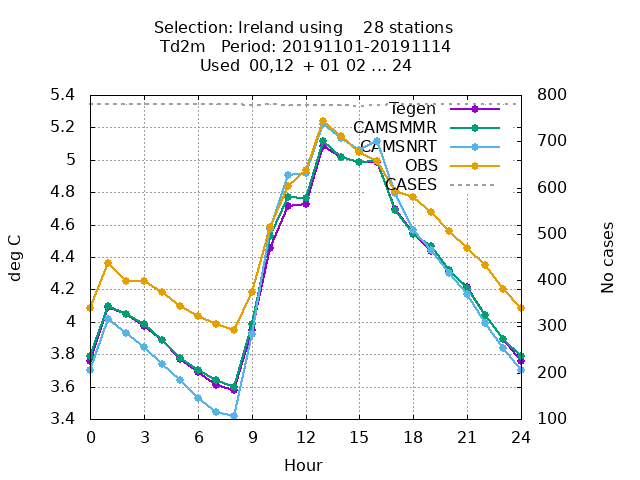 Selection: Ireland using 28 stations
Td2m Period: 20191101-20191114
Used 00,12 + 01 02 ... 24
5.4
5.2
5
4.8
4.6
4.4
4.2
4
3.8
3.6
3.4
deg C
Tegen
CAMSMMR
CAMSNRT
OBS
CASES
800
700
600
500
400
300
200
100
No cases
0 3 6 9 12 15 18 21 24
Hour